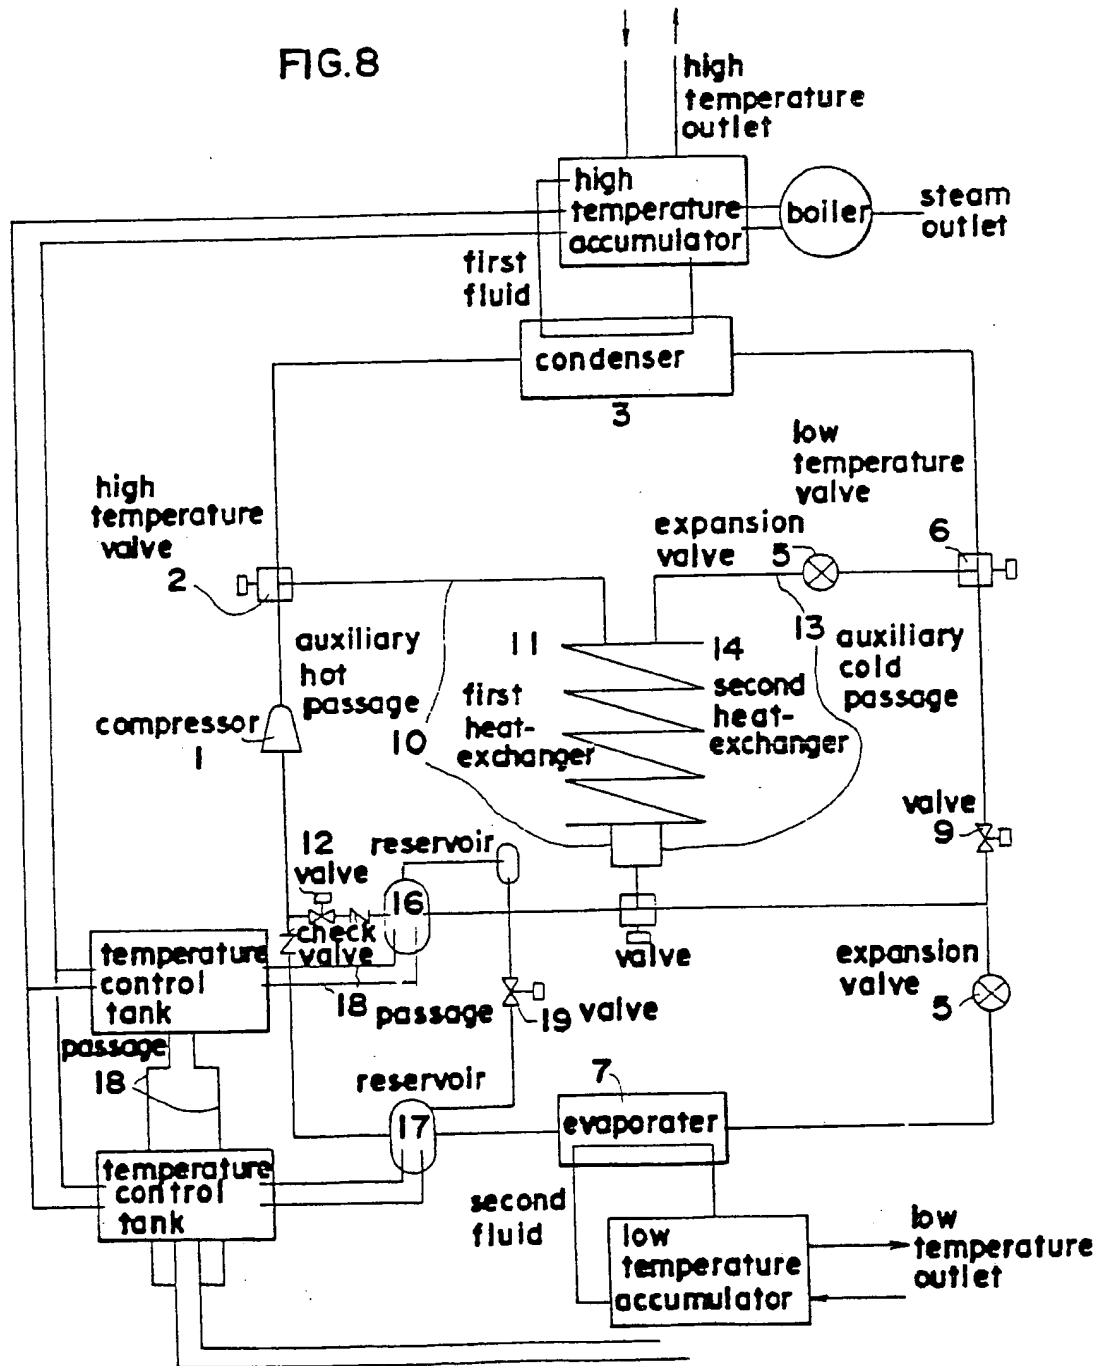 FIG.8
high
temperature
outlet
high
temperature
accumulator
boiler
steam
outlet
first
fluid
condenser
3
low
temperature
valve
6
high
temperature
valve
2
expansion
valve 5
13
auxiliary
hot
passage
10
11
14
first
heat-
exchanger
second
heat-
exchanger
auxiliary
cold
passage
compressor
1
valve
9
12
valve
reservoir
16
check
valve
valve
expansion
valve
5
temperature
control
tank
18 passage
19 valve
passage
18
reservoir
17
7
evaporater
temperature
control
tank
second
fluid
low
temperature
accumulator
low
temperature
outlet